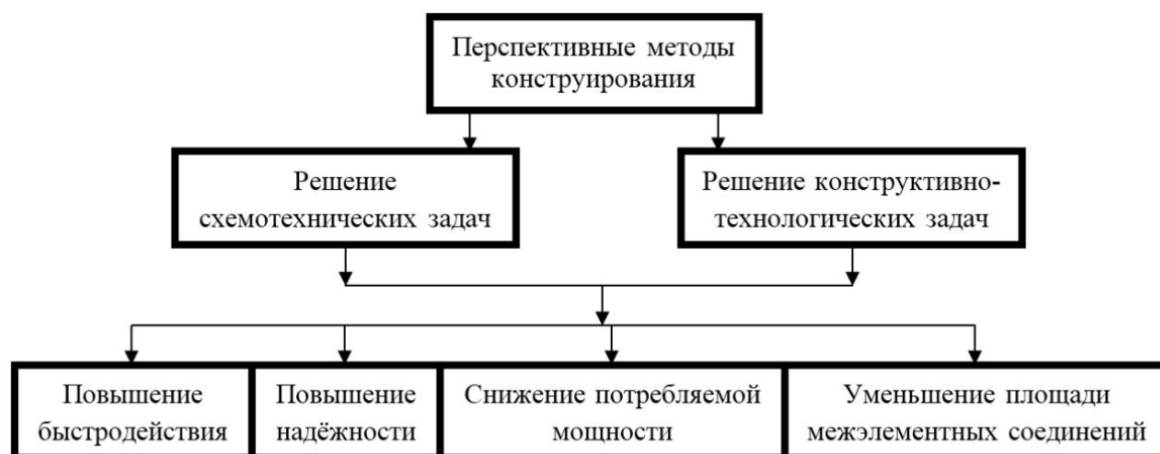 Перспективные методы
конструирования
Решение
схемотехнических задач
Решение конструктивно-
технологических задач
Повышение
быстродействия
Повышение
надёжности
Снижение потребляемой
мощности
Уменьшение площади
межэлементных соединений